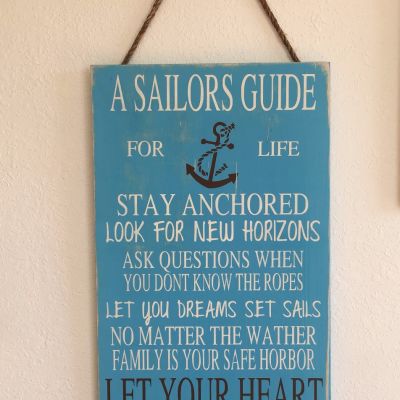 A SAILORS GUIDE
FOR LIFE
STAY ANCHORED
LOOK FOR NEW HORIZONS
ASK QUESTIONS WHEN
YOU DONT KNOW THE ROPES
LET YOU DREAMS SET SAILS
NO MATTER THE WATHER
FAMILY IS YOUR SAFE HORBOR
LET YOUR HEART